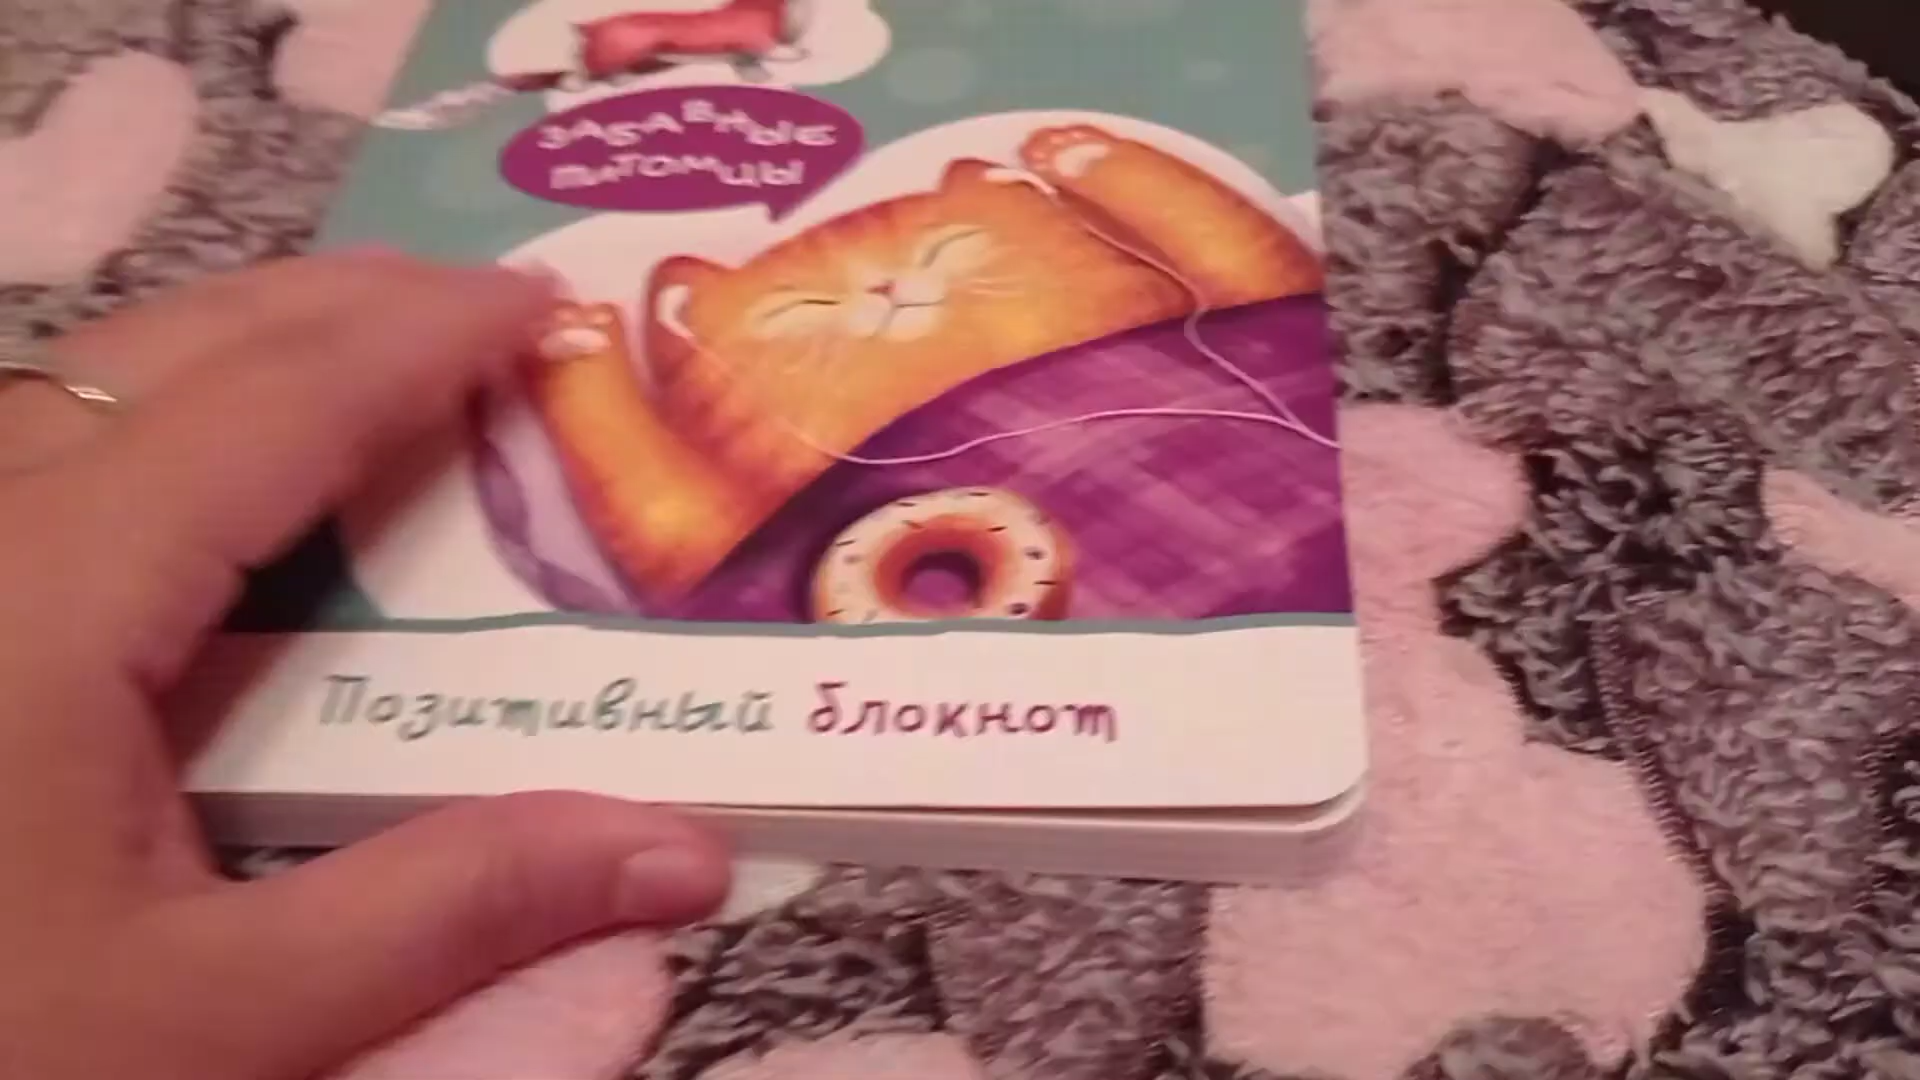 ЗАБАВНЫЕ
ПИТОМЦЫ
Позитивный блокнот